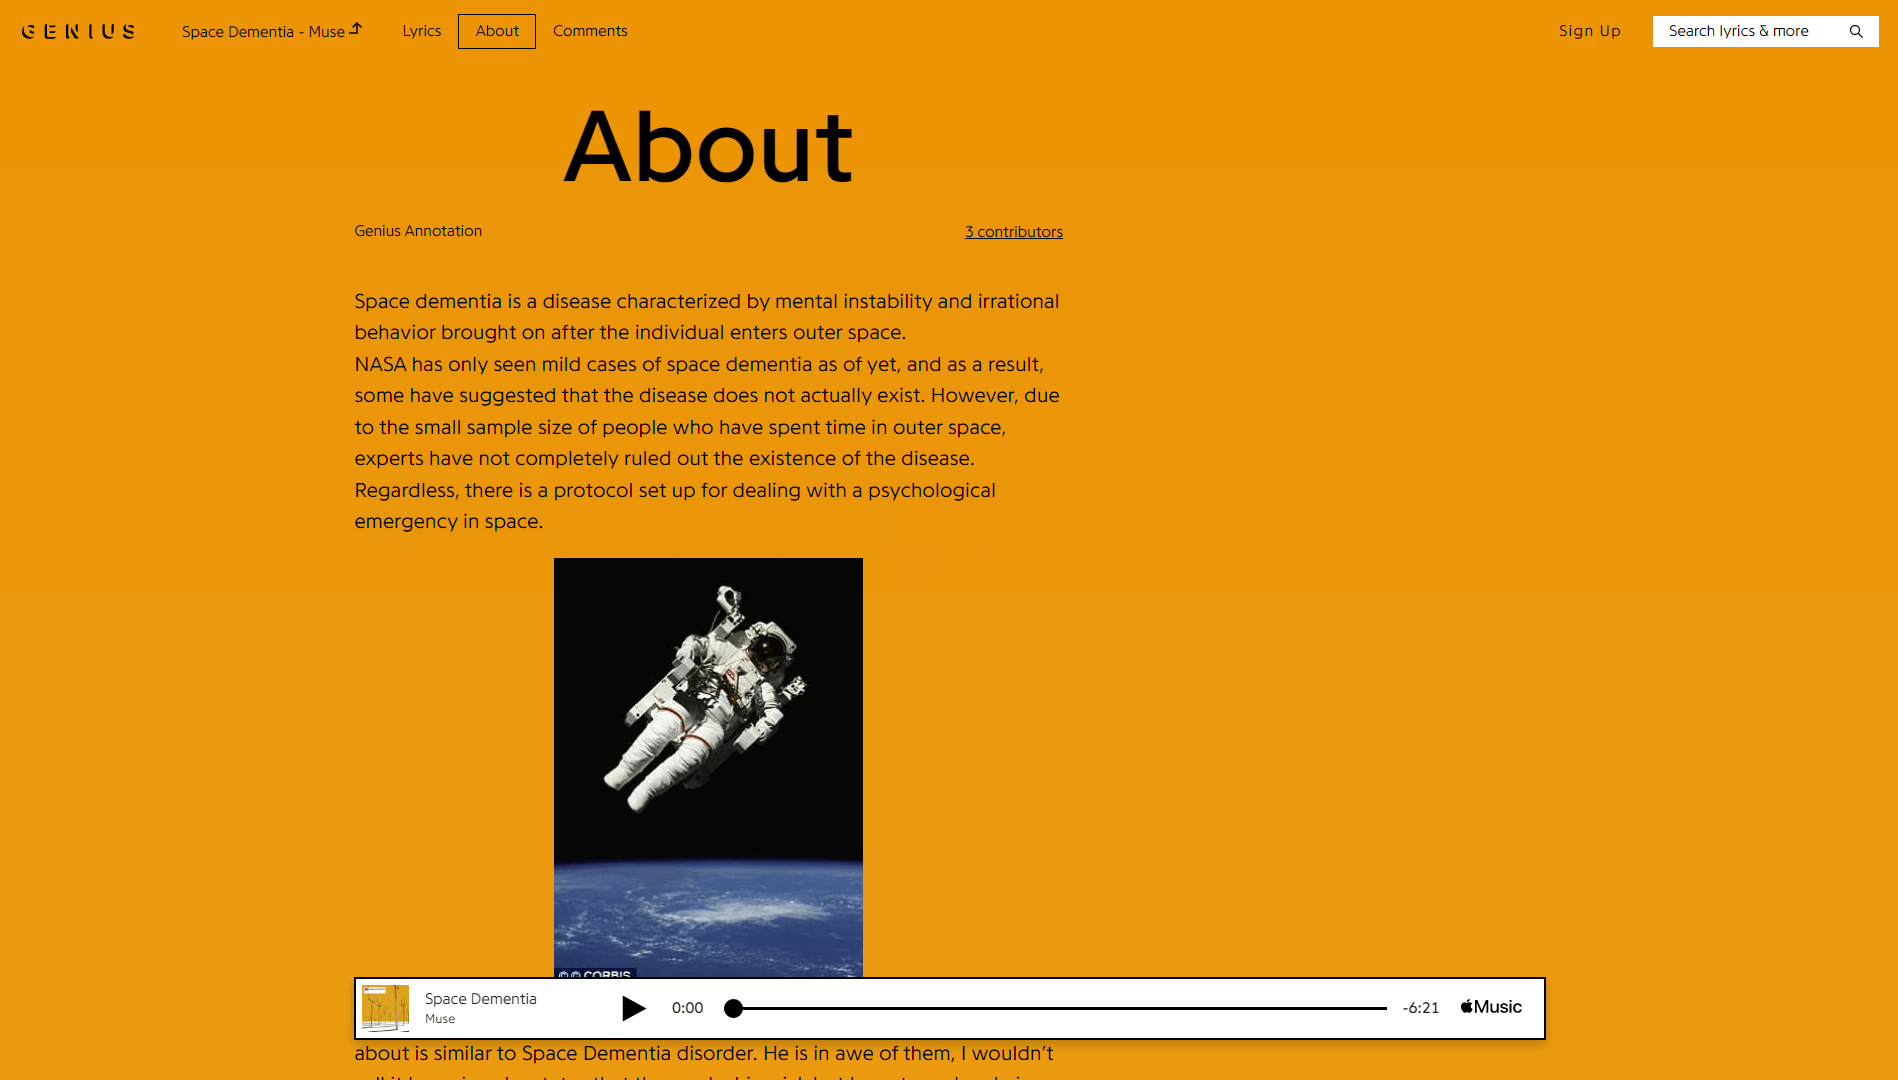 GENIUS
Space Dementia - Muse
Lyrics
About
Comments
Sign Up
Search lyrics & more
About
Genius Annotation
3 contributors
Space dementia is a disease characterized by mental instability and irrational
behavior brought on after the individual enters outer space.
NASA has only seen mild cases of space dementia as of yet, and as a result,
some have suggested that the disease does not actually exist. However, due
to the small sample size of people who have spent time in outer space,
experts have not completely ruled out the existence of the disease.
Regardless, there is a protocol set up for dealing with a psychological
emergency in space.
© © CORBIS
Space Dementia
Muse
0:00
-6:21
Music
about is similar to Space Dementia disorder. He is in awe of them, I wouldn't